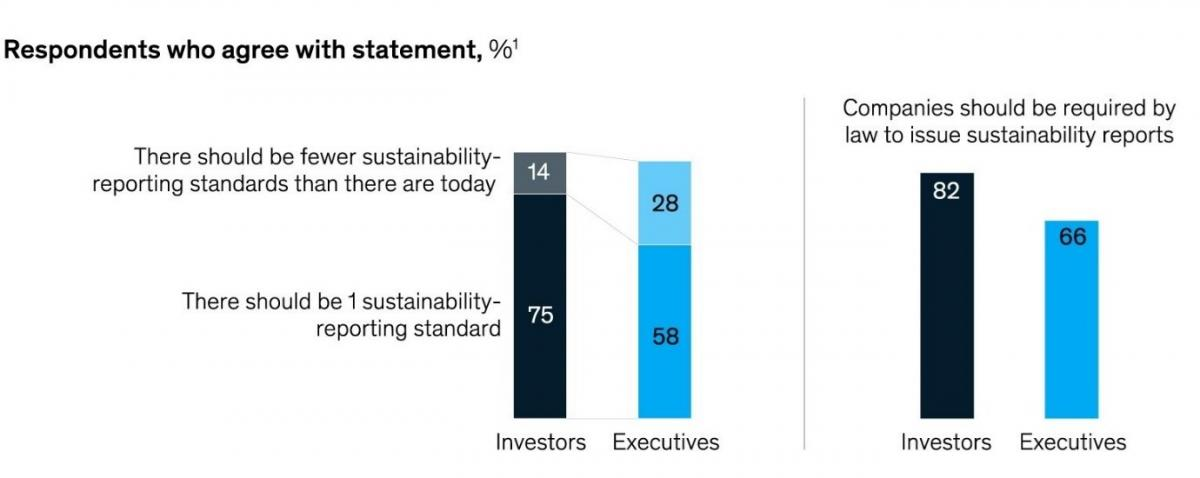 Respondents who agree with statement, %¹
There should be fewer sustainability-
reporting standards than there are today
14
28
There should be 1 sustainability-
reporting standard
75
58
Investors
Executives
Companies should be required by
law to issue sustainability reports
82
66
Investors
Executives